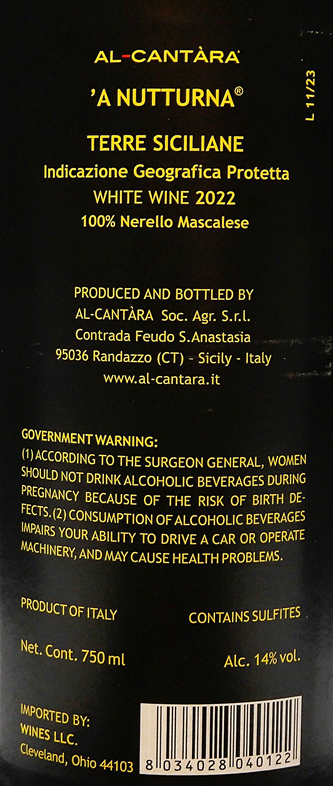 AL-CANTÀRA
L 11/23
'A NUTTURNA®
TERRE SICILIANE
Indicazione Geografica Protetta
WHITE WINE 2022
100% Nerello Mascalese
PRODUCED AND BOTTLED BY
AL-CANTÀRA Soc. Agr. S.r.l.
Contrada Feudo S.Anastasia
95036 Randazzo (CT) - Sicily - Italy
www.al-cantara.it
GOVERNMENT WARNING:
(1) ACCORDING TO THE SURGEON GENERAL, WOMEN
SHOULD NOT DRINK ALCOHOLIC BEVERAGES DURING
PREGNANCY BECAUSE OF THE RISK OF BIRTH DE-
FECTS. (2) CONSUMPTION OF ALCOHOLIC BEVERAGES
IMPAIRS YOUR ABILITY TO DRIVE A CAR OR OPERATE
MACHINERY, AND MAY CAUSE HEALTH PROBLEMS.
PRODUCT OF ITALY
CONTAINS SULFITES
Net. Cont. 750 ml
Alc. 14% vol.
IMPORTED BY:
WINES LLC.
Cleveland, Ohio 44103
8 034028 040122